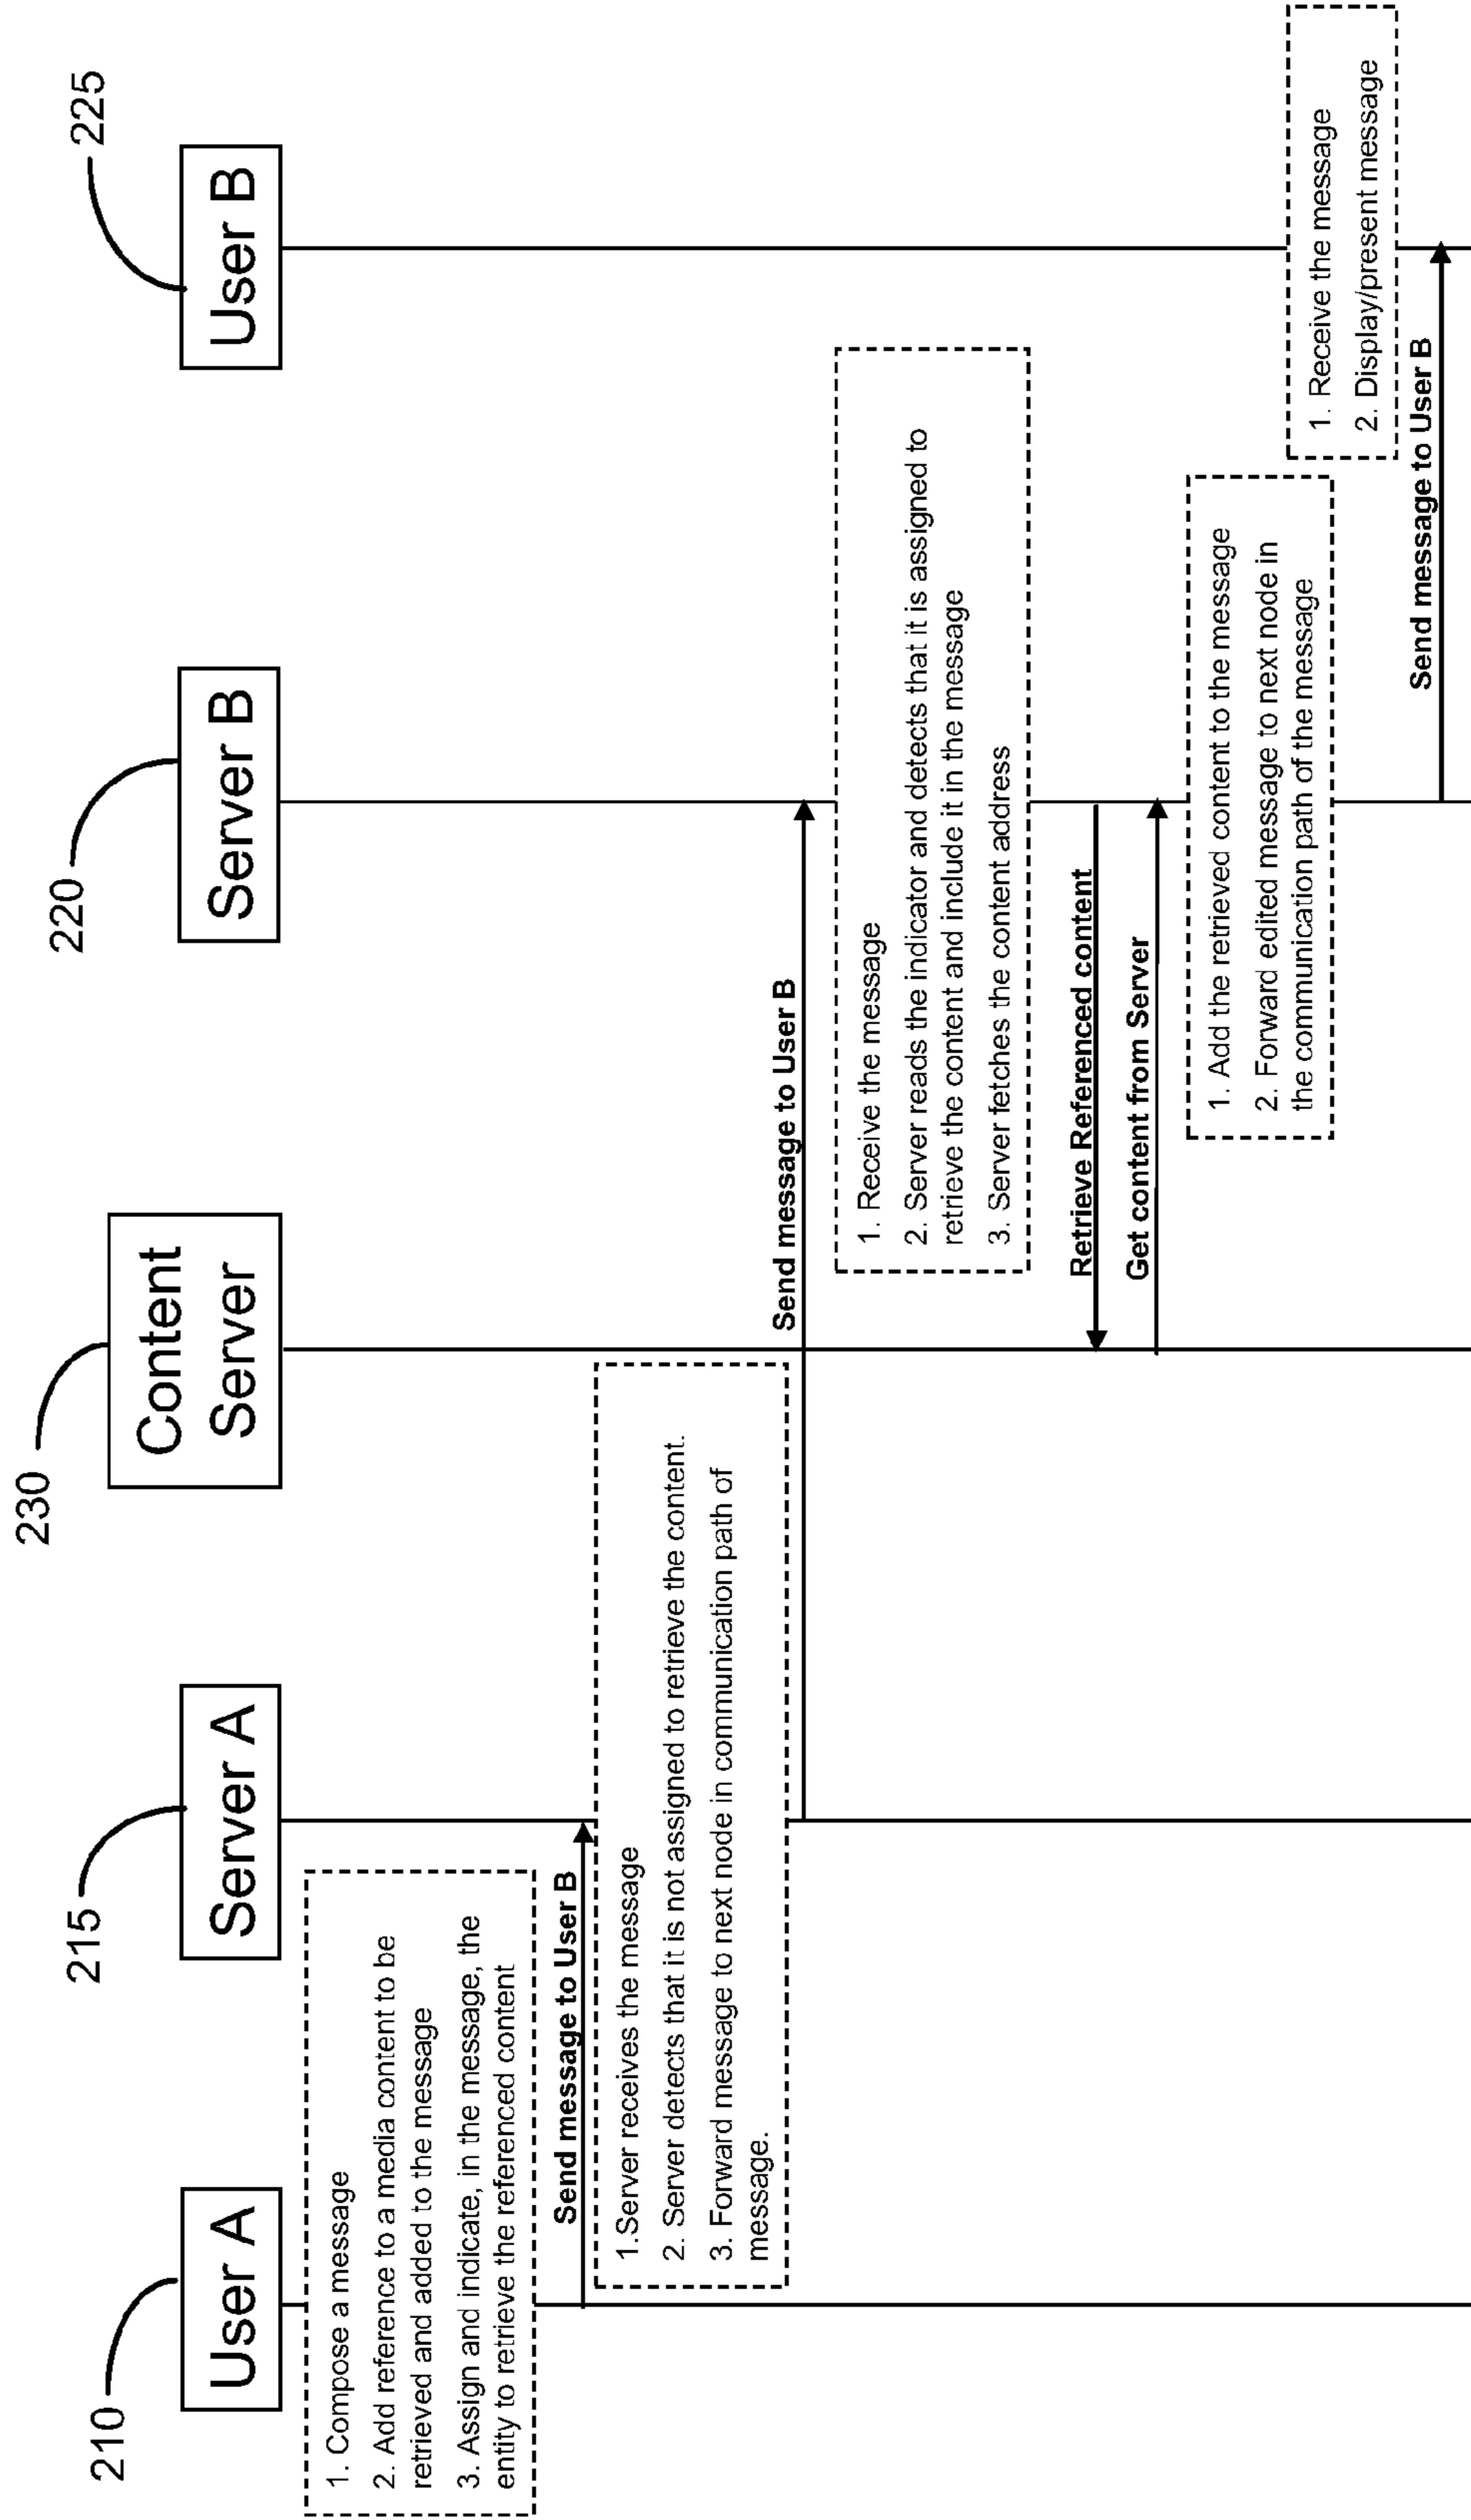 210
215
230
220
225
User A
Server A
Content
Server
Server B
User B
1. Compose a message
2. Add reference to a media content to be
retrieved and added to the message
3. Assign and indicate, in the message, the
entity to retrieve the referenced content
Send message to User B
1.Server receives the message
2. Server detects that it is not assigned to retrieve the content.
3. Forward message to next node in communication path of
message.
Send message to User B
1. Receive the message
2. Server reads the indicator and detects that it is assigned to
retrieve the content and include it in the message
3. Server fetches the content address
Retrieve Referenced content
Get content from Server
1. Add the retrieved content to the message
2. Forward edited message to next node in
the communication path of the message
1. Receive the message
2. Display/present message
Send message to User B